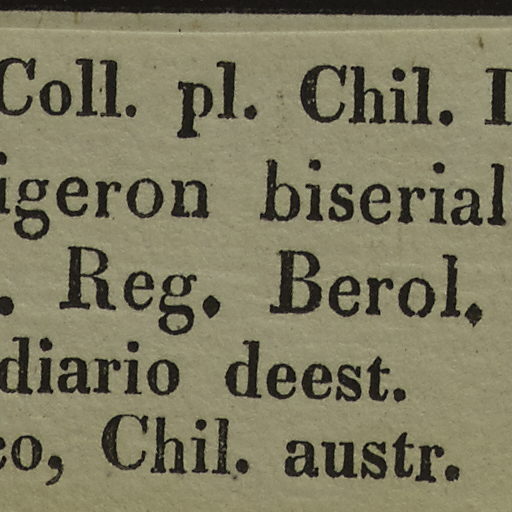 Coll. pl. Chil.
igeron biserial
. Reg. Berol.
diario deest.
co, Chil. austr.